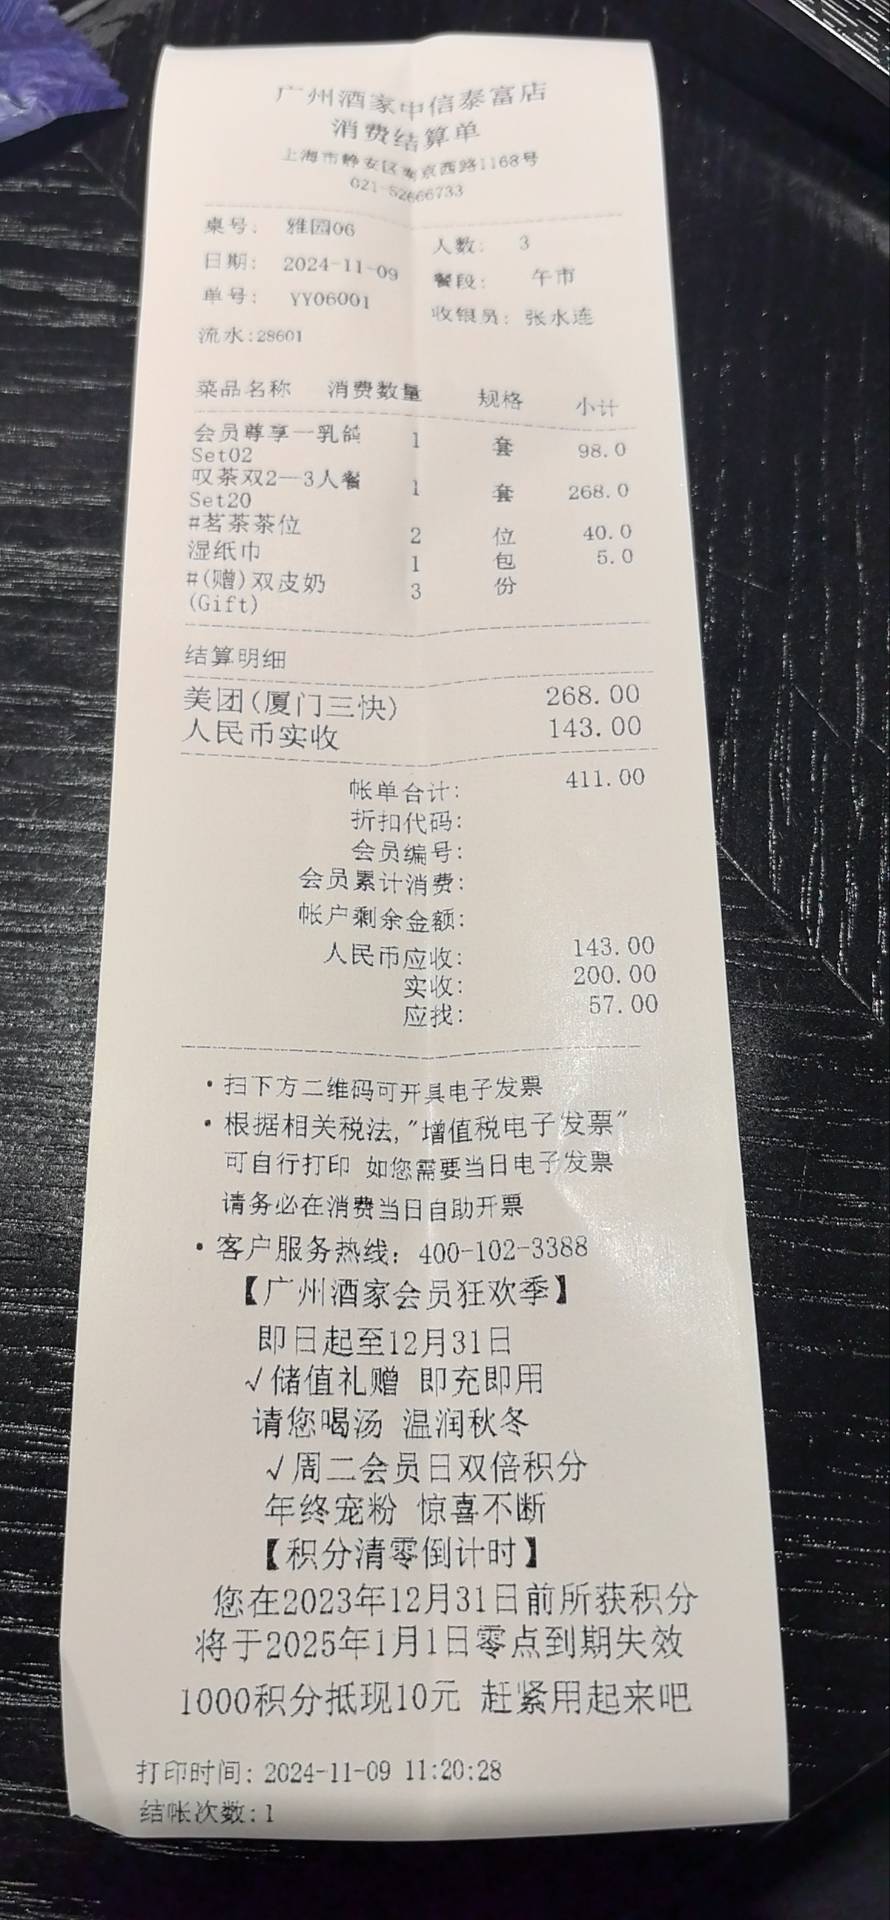 广州酒家中信泰富店
消费结算单
上海市静安区南京西路1168号
021-52666733
桌号: 雅园06 人数: 3
日期: 2024-11-09 餐段: 午市
单号: YY06001 收银员: 张水莲
流水:28601
菜品名称 消费数量 规格 小计
会员尊享一乳鸽 1 套 98.0
Set02
叹茶双2—3人餐 1 套 268.0
Set20
#茗茶茶位 2 位 40.0
湿纸巾 1 包 5.0
#(赠)双皮奶 3 份
(Gift)
结算明细
美团(厦门三快) 268.00
人民币实收 143.00
帐单合计: 411.00
折扣代码:
会员编号:
会员累计消费:
帐户剩余金额:
人民币应收: 143.00
实收: 200.00
应找: 57.00
·扫下方二维码可开具电子发票
·根据相关税法,"增值税电子发票"
可自行打印 如您需要当日电子发票
请务必在消费当日自助开票
·客户服务热线: 400-102-3388
【广州酒家会员狂欢季】
即日起至12月31日
√储值礼赠 即充即用
请您喝汤 温润秋冬
√周二会员日双倍积分
年终宠粉 惊喜不断
【积分清零倒计时】
您在2023年12月31日前所获积分
将于2025年1月1日零点到期失效
1000积分抵现10元 赶紧用起来吧
打印时间: 2024-11-09 11:20:28
结帐次数:1